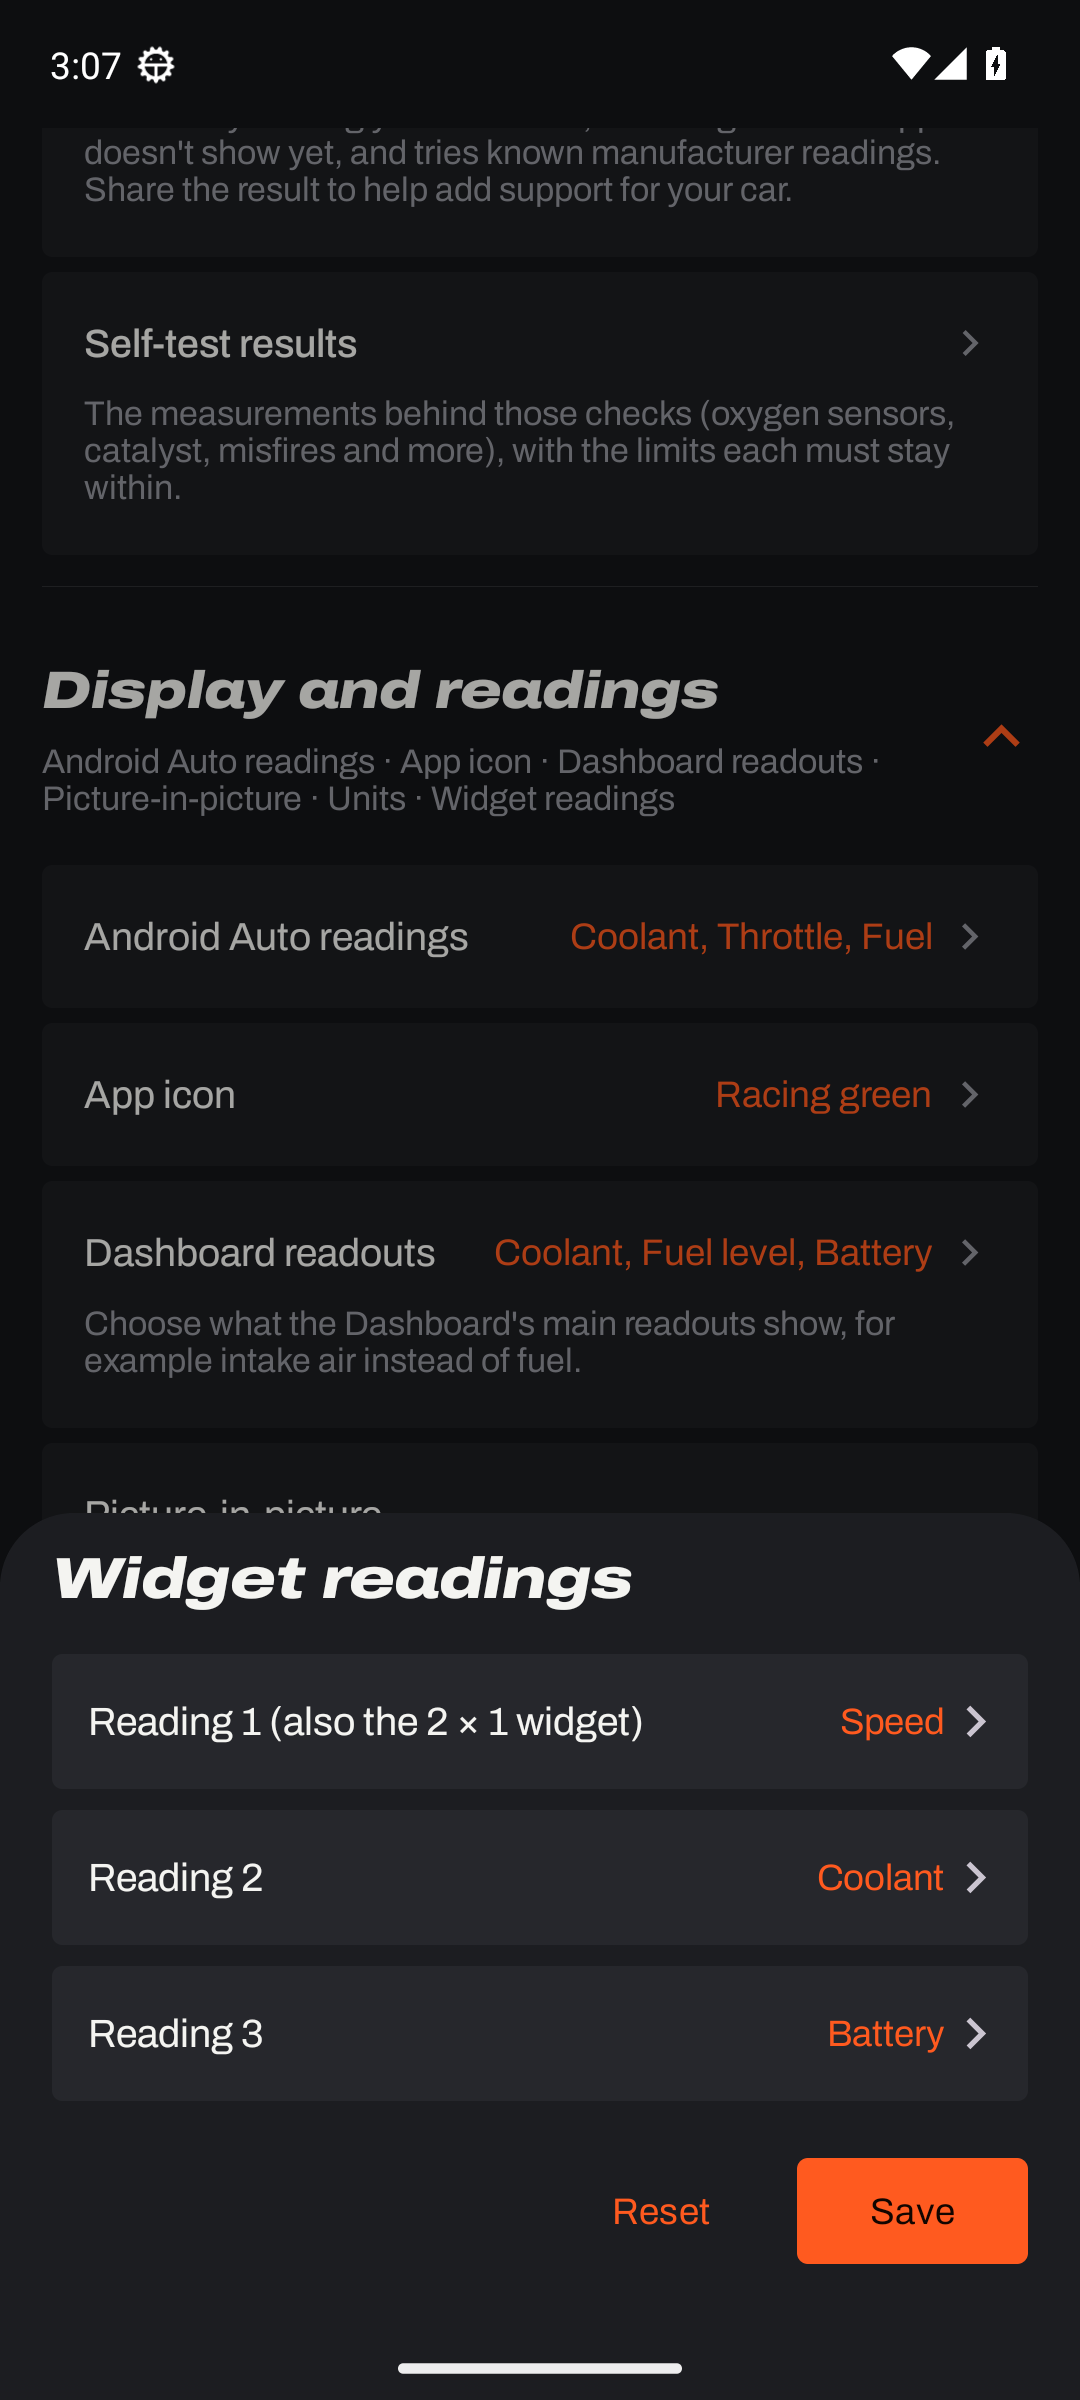 3:07
doesn't show yet, and tries known manufacturer readings.
Share the result to help add support for your car.
Self-test results
The measurements behind those checks (oxygen sensors,
catalyst, misfires and more), with the limits each must stay
within.
Display and readings
Android Auto readings · App icon · Dashboard readouts ·
Picture-in-picture · Units · Widget readings
Android Auto readings Coolant, Throttle, Fuel
App icon Racing green
Dashboard readouts Coolant, Fuel level, Battery
Choose what the Dashboard's main readouts show, for
example intake air instead of fuel.
Picture-in-picture
Widget readings
Reading 1 (also the 2 × 1 widget) Speed
Reading 2 Coolant
Reading 3 Battery
Reset Save